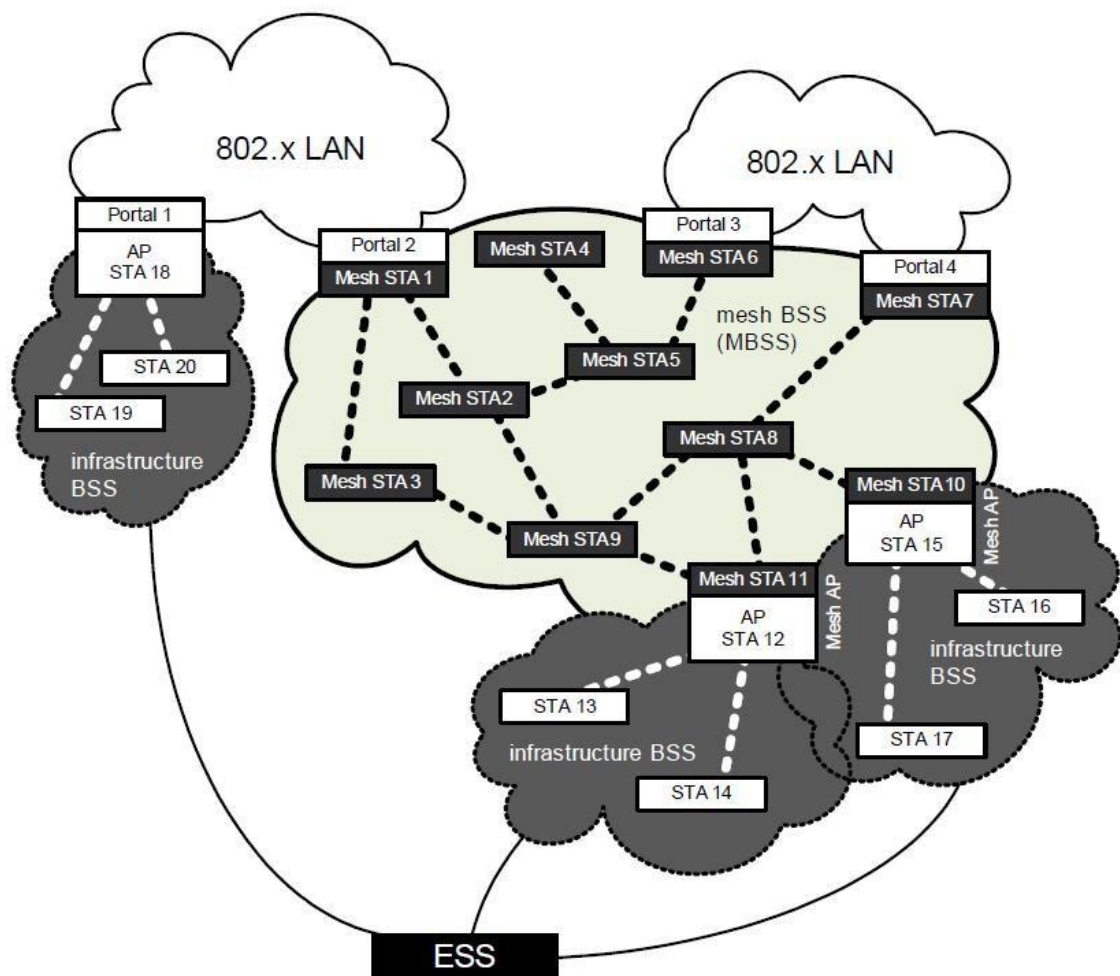 802.x LAN
802.x LAN
Portal 1
AP
STA 18
Portal 2
Mesh STA 1
Mesh STA 4
Portal 3
Mesh STA 6
Portal 4
Mesh STA7
mesh BSS
(MBSS)
STA 20
STA 19
infrastructure
BSS
Mesh STA5
Mesh STA2
Mesh STA8
Mesh STA 3
Mesh STA9
Mesh STA10
AP
STA 15
Mesh AP
Mesh STA 11
AP
STA 12
Mesh AP
STA 16
infrastructure
BSS
STA 13
infrastructure BSS
STA 17
STA 14
ESS